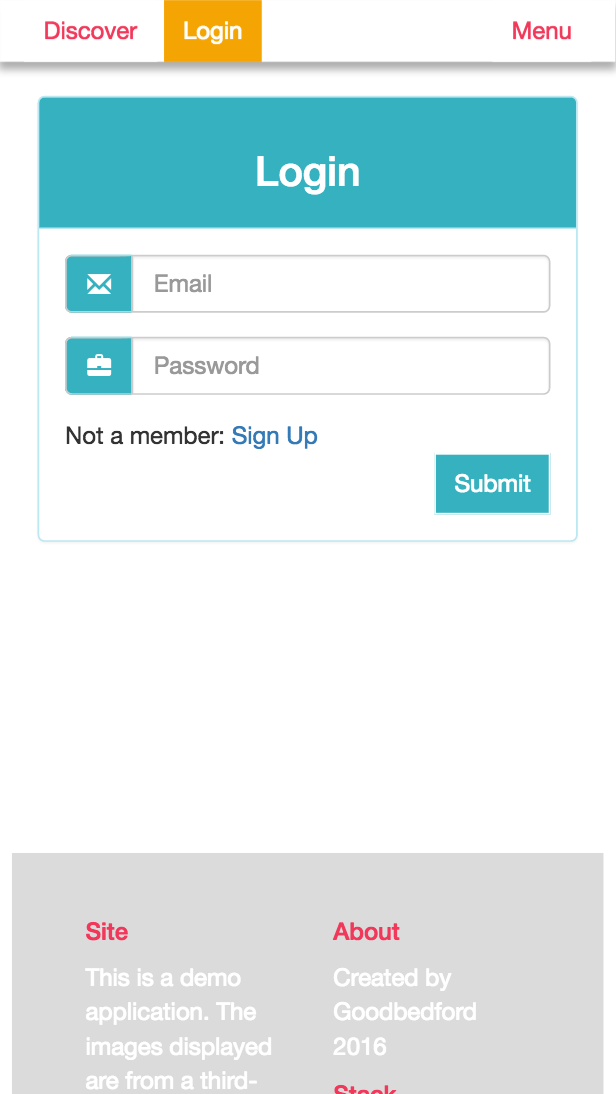 Discover Login Menu
Login
Email
Password
Not a member: Sign Up
Submit
Site
This is a demo
application. The
images displayed
are from a third-
About
Created by
Goodbedford
2016
Stack